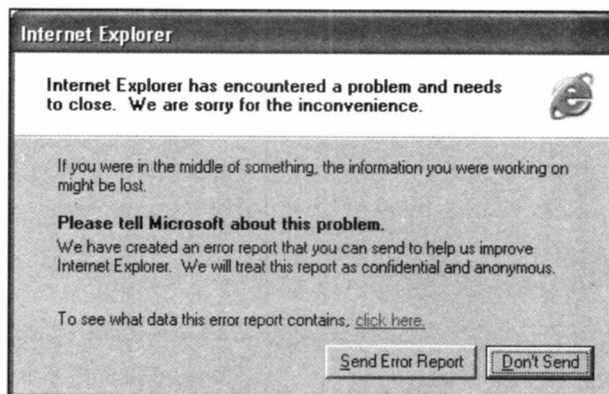 Internet Explorer
Internet Explorer has encountered a problem and needs
to close. We are sorry for the inconvenience.
If you were in the middle of something, the information you were working on
might be lost.
Please tell Microsoft about this problem.
We have created an error report that you can send to help us improve
Internet Explorer. We will treat this report as confidential and anonymous.
To see what data this error report contains, click here.
Send Error Report
Don't Send